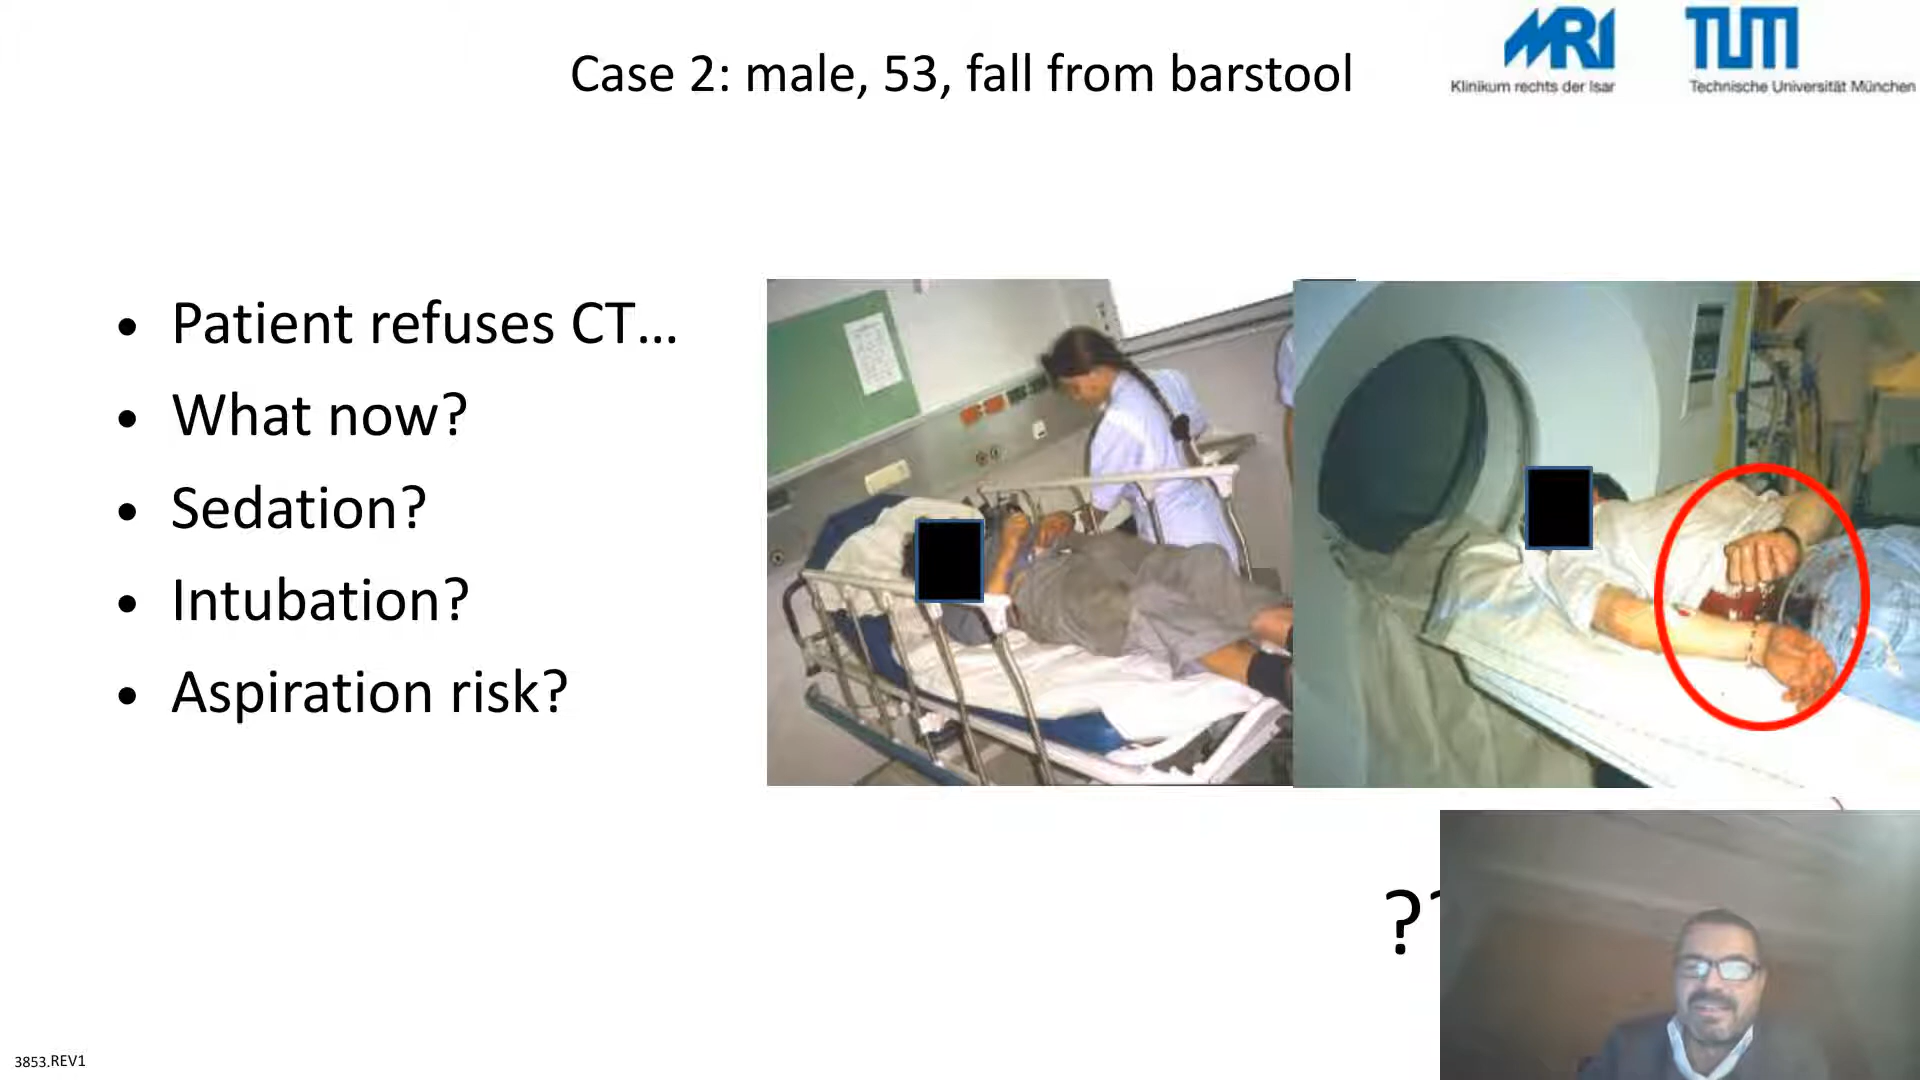 Case 2: male, 53, fall from barstool
MRI
Klinikum rechts der Isar
TUM
Technische Universität München
• Patient refuses CT...
• What now?
• Sedation?
• Intubation?
• Aspiration risk?
?
3853.REV1